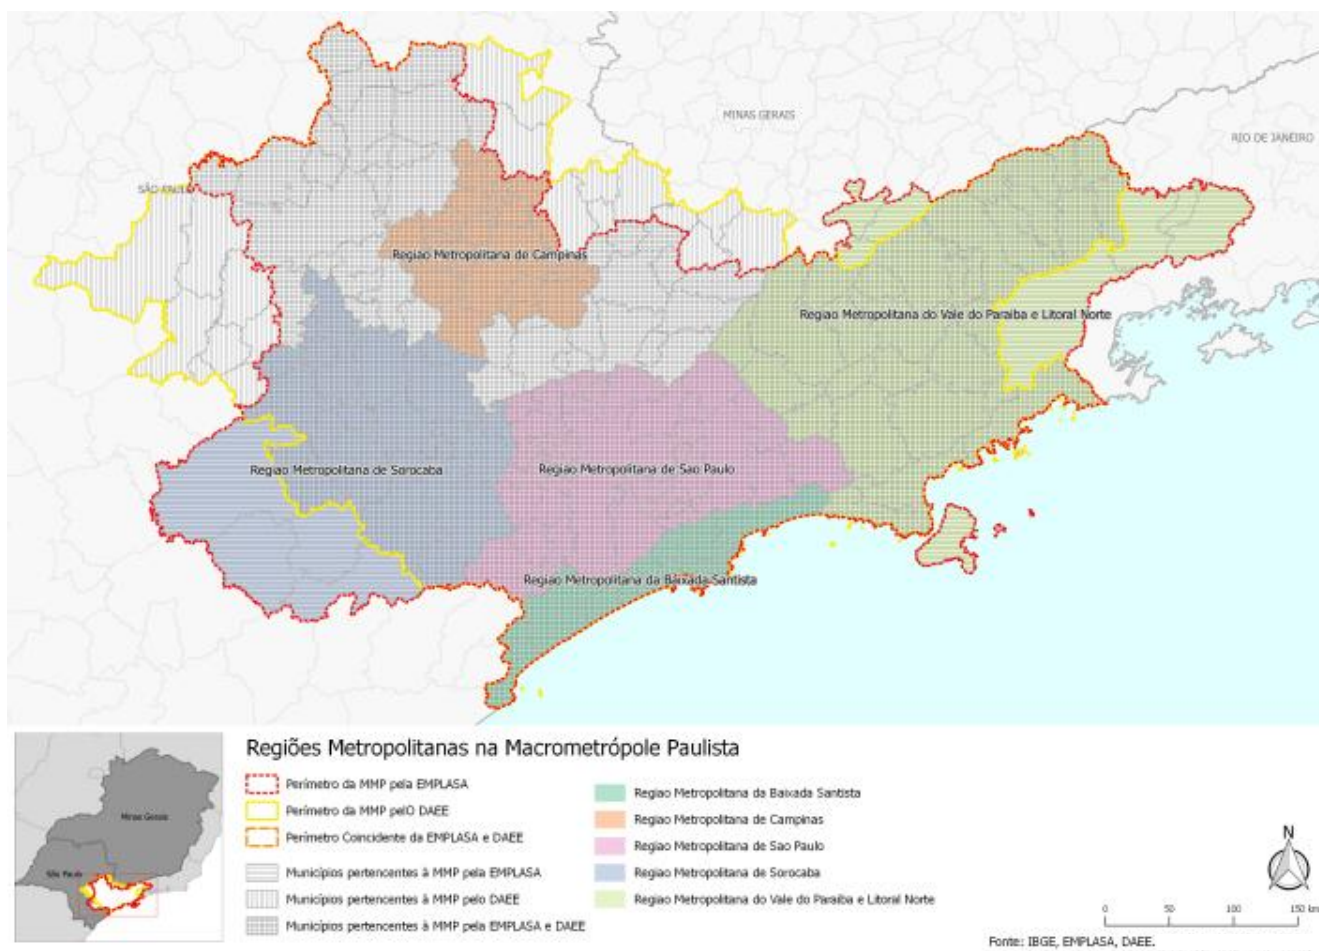 MINAS GERAIS
RIO DE JANEIRO
SÃO PAULO
Regiao Metropolitana de Campinas
Regiao Metropolitana do Vale do Paraiba e Litoral Norte
Regiao Metropolitana de Sorocaba
Regiao Metropolitana de Sao Paulo
Regiao Metropolitana da Baixada Santista
Regiões Metropolitanas na Macrometrópole Paulista
Perímetro da MMP pela EMPLASA
Perímetro da MMP pelO DAEE
Perímetro Coincidente da EMPLASA e DAEE
Municípios pertencentes à MMP pela EMPLASA
Municípios pertencentes à MMP pelo DAEE
Municípios pertencentes à MMP pela EMPLASA e DAEE
Regiao Metropolitana da Baixada Santista
Regiao Metropolitana de Campinas
Regiao Metropolitana de Sao Paulo
Regiao Metropolitana de Sorocaba
Regiao Metropolitana do Vale do Paraiba e Litoral Norte
Minas Gerais
São Paulo
N
0 50 100 150 km
Fonte: IBGE, EMPLASA, DAEE.